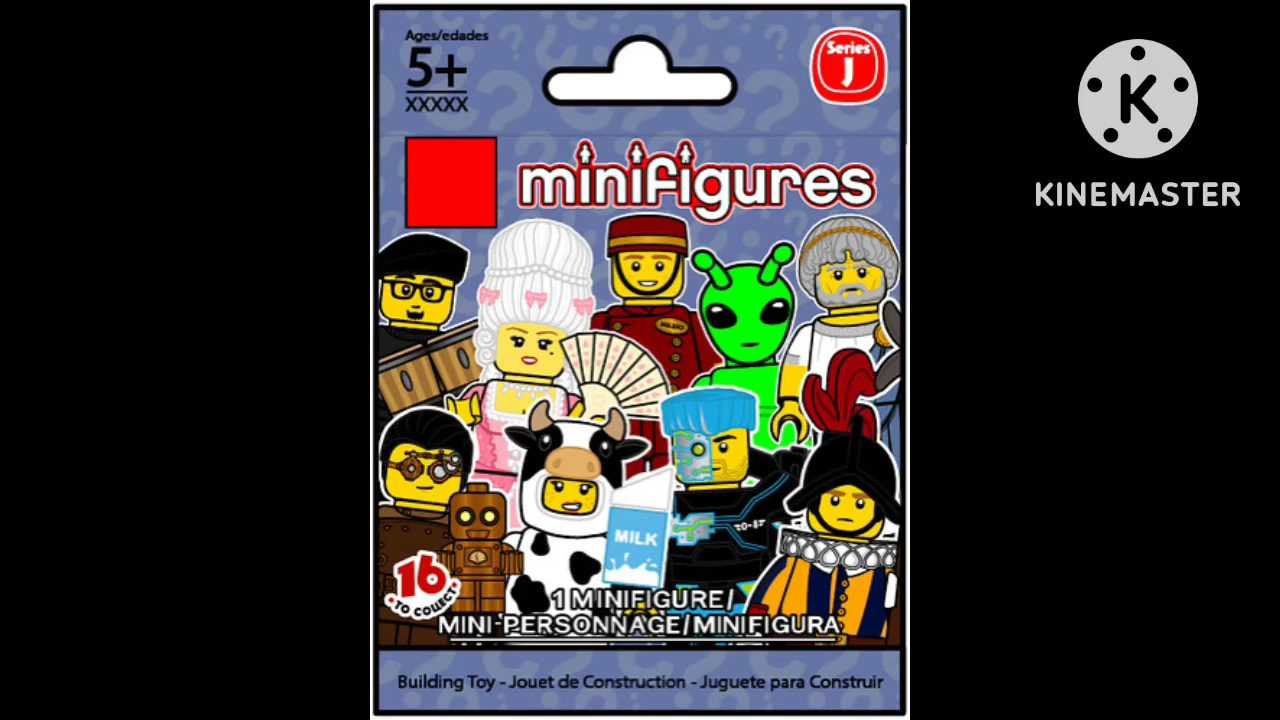 Ages/edades
5+
XXXXX
Series
J
minifigures
K
KINEMASTER
MILK
16
TO COLLECT
1 MINIFIGURE/
MINI-PERSONNAGE/MINIFIGURA
Building Toy - Jouet de Construction - Juguete para Construir